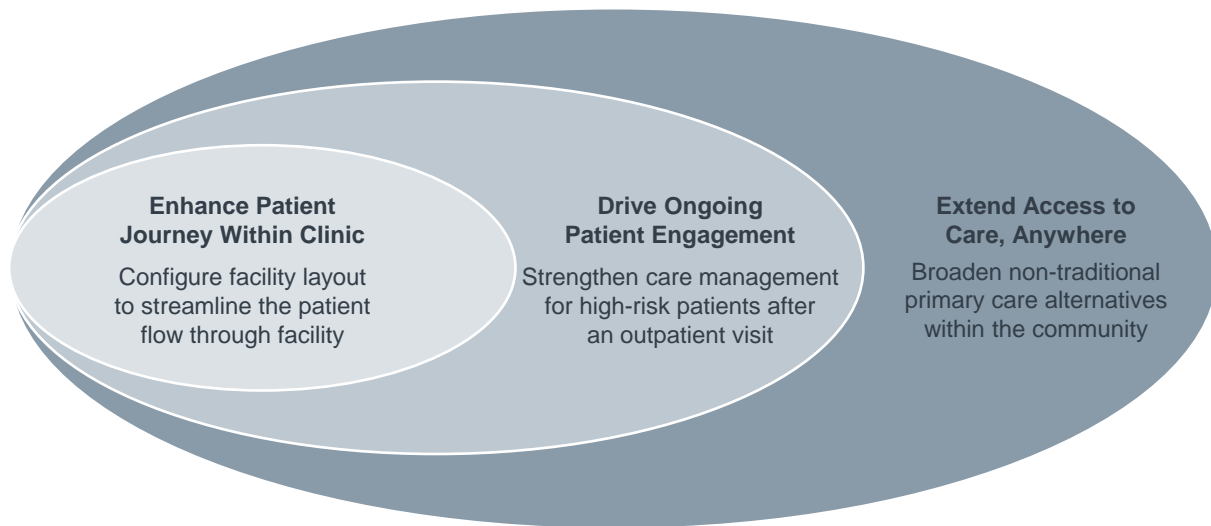 Enhance Patient
Journey Within Clinic
Configure facility layout
to streamline the patient
flow through facility
Drive Ongoing
Patient Engagement
Strengthen care management
for high-risk patients after
an outpatient visit
Extend Access to
Care, Anywhere
Broaden non-traditional
primary care alternatives
within the community